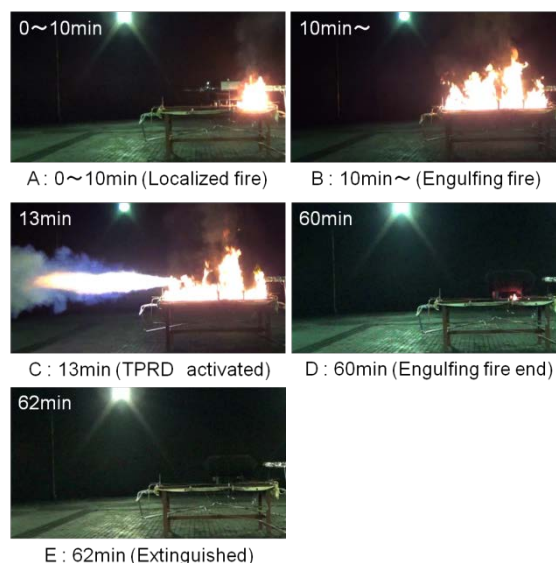 0～10min
10min～
A : 0～10min (Localized fire)
B : 10min～ (Engulfing fire)
13min
60min
C : 13min (TPRD activated)
D : 60min (Engulfing fire end)
62min
E : 62min (Extinguished)